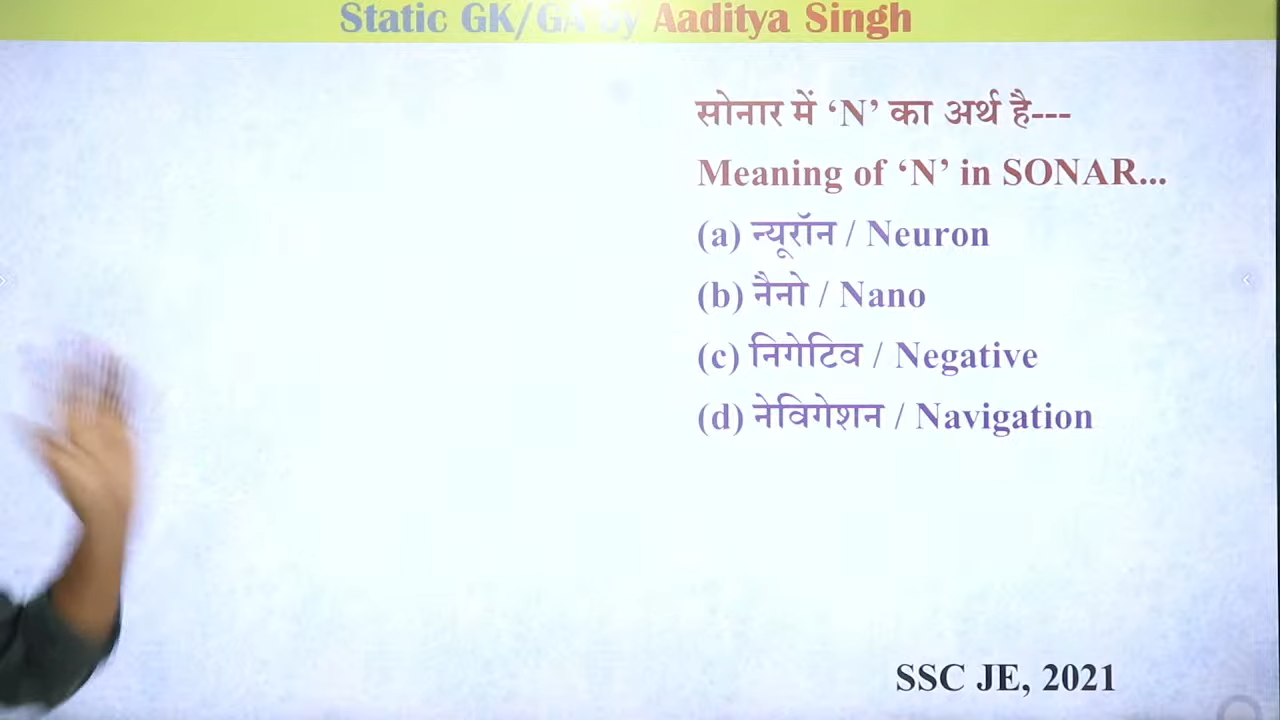 Static GK/GA by Aaditya Singh
सोनार में ‘N’ का अर्थ है---
Meaning of ‘N’ in SONAR...
(a) न्यूरॉन / Neuron
(b) नैनो / Nano
(c) निगेटिव / Negative
(d) नेविगेशन / Navigation
SSC JE, 2021